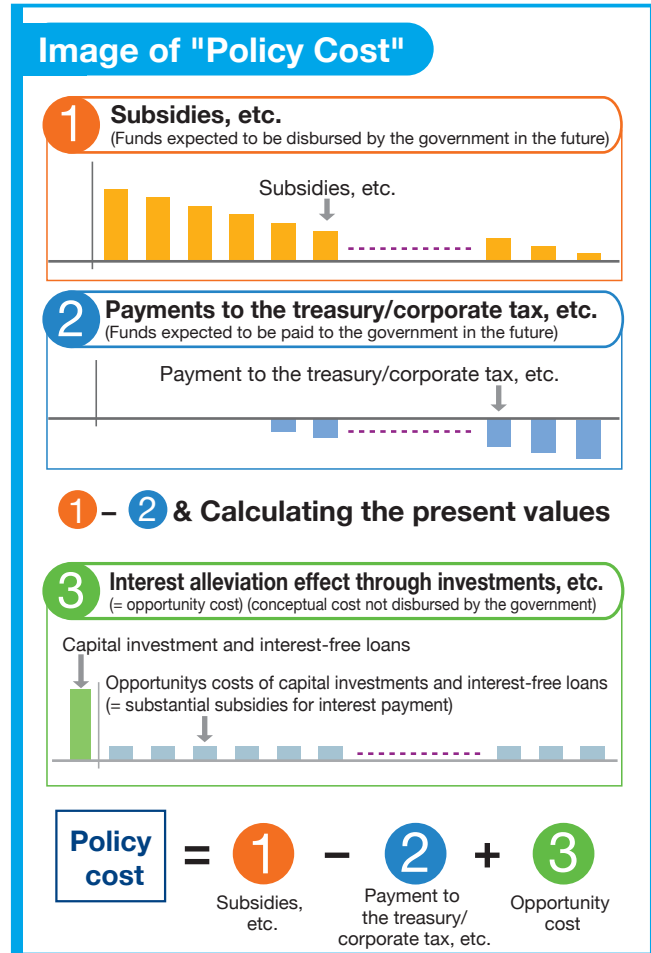 Image of "Policy Cost"
1
Subsidies, etc.
(Funds expected to be disbursed by the government in the future)
Subsidies, etc.
2
Payments to the treasury/corporate tax, etc.
(Funds expected to be paid to the government in the future)
Payment to the treasury/corporate tax, etc.
1 – 2 & Calculating the present values
3
Interest alleviation effect through investments, etc.
(= opportunity cost) (conceptual cost not disbursed by the government)
Capital investment and interest-free loans
Opportunitys costs of capital investments and interest-free loans
(= substantial subsidies for interest payment)
Policy
cost
= 1 – 2 + 3
Subsidies,
etc.
Payment to
the treasury/
corporate tax, etc.
Opportunity
cost